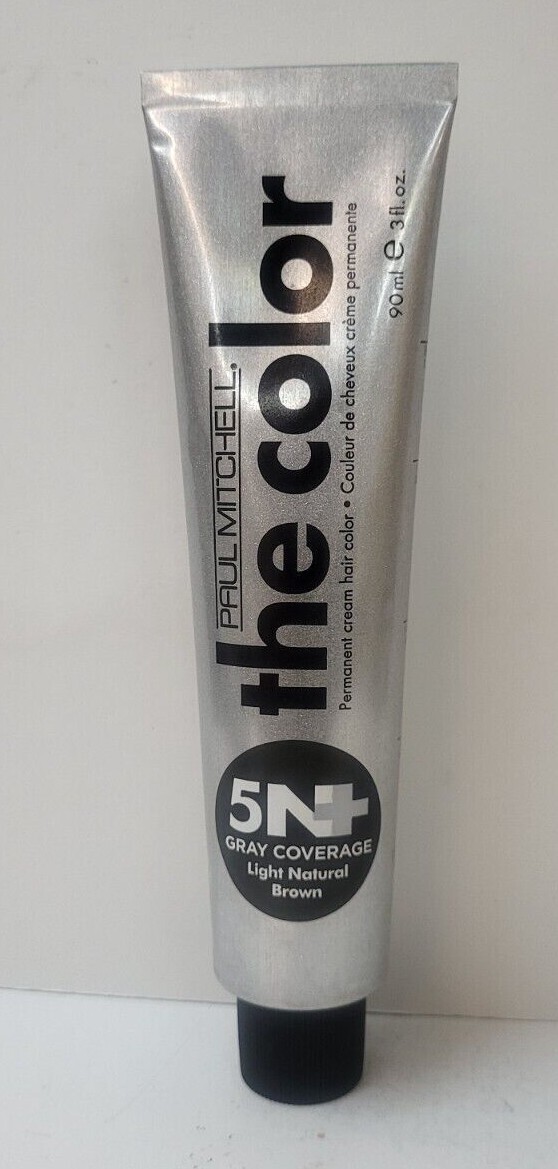 PAUL MITCHELL®
the color
Permanent cream hair color • Couleur de cheveux crème permanente
90 ml e 3 fl. oz.
5N+
GRAY COVERAGE
Light Natural
Brown